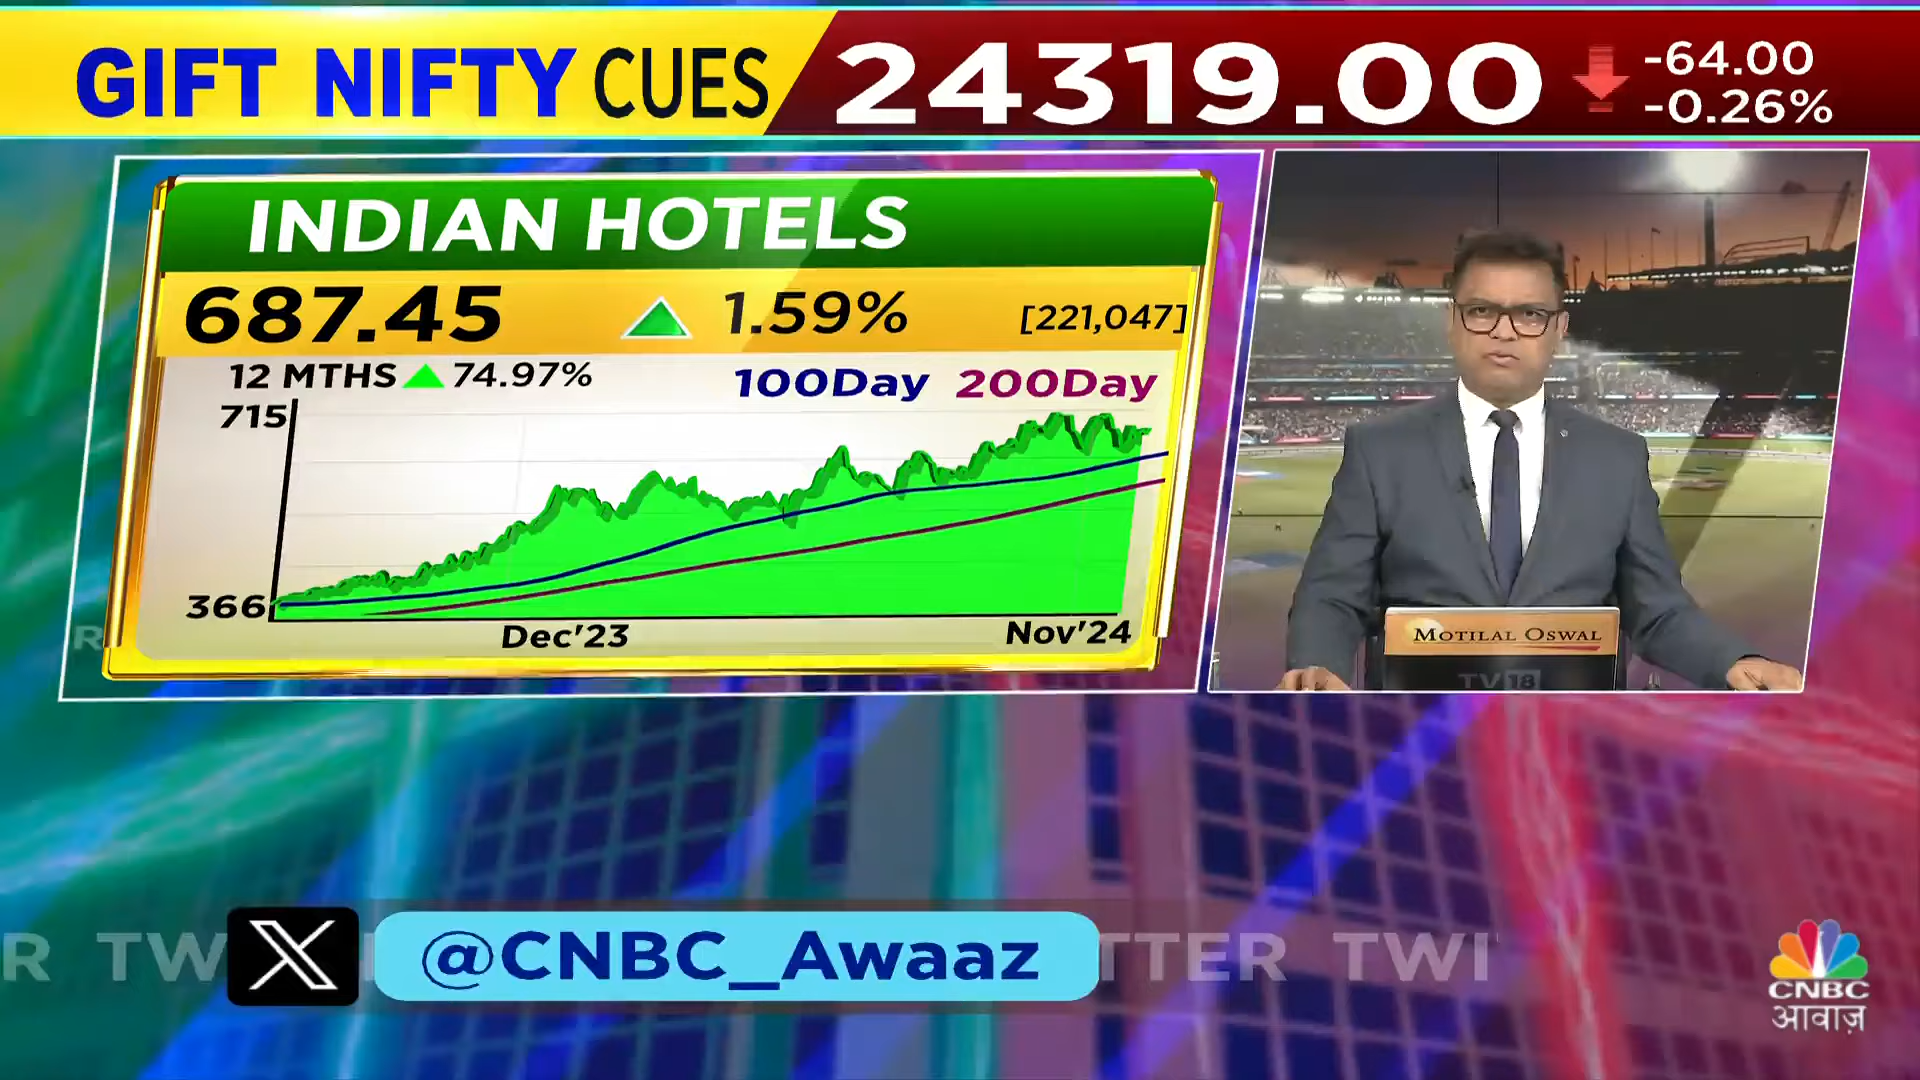 GIFT NIFTY CUES
24319.00
-64.00
-0.26%
INDIAN HOTELS
687.45 1.59% [221,047]
12 MTHS 74.97% 100Day 200Day
715
366
Dec'23 Nov'24
MOTILAL OSWAL
TV18
R TW
@CNBC_Awaaz
TTER TWI
CNBC
आवाज़